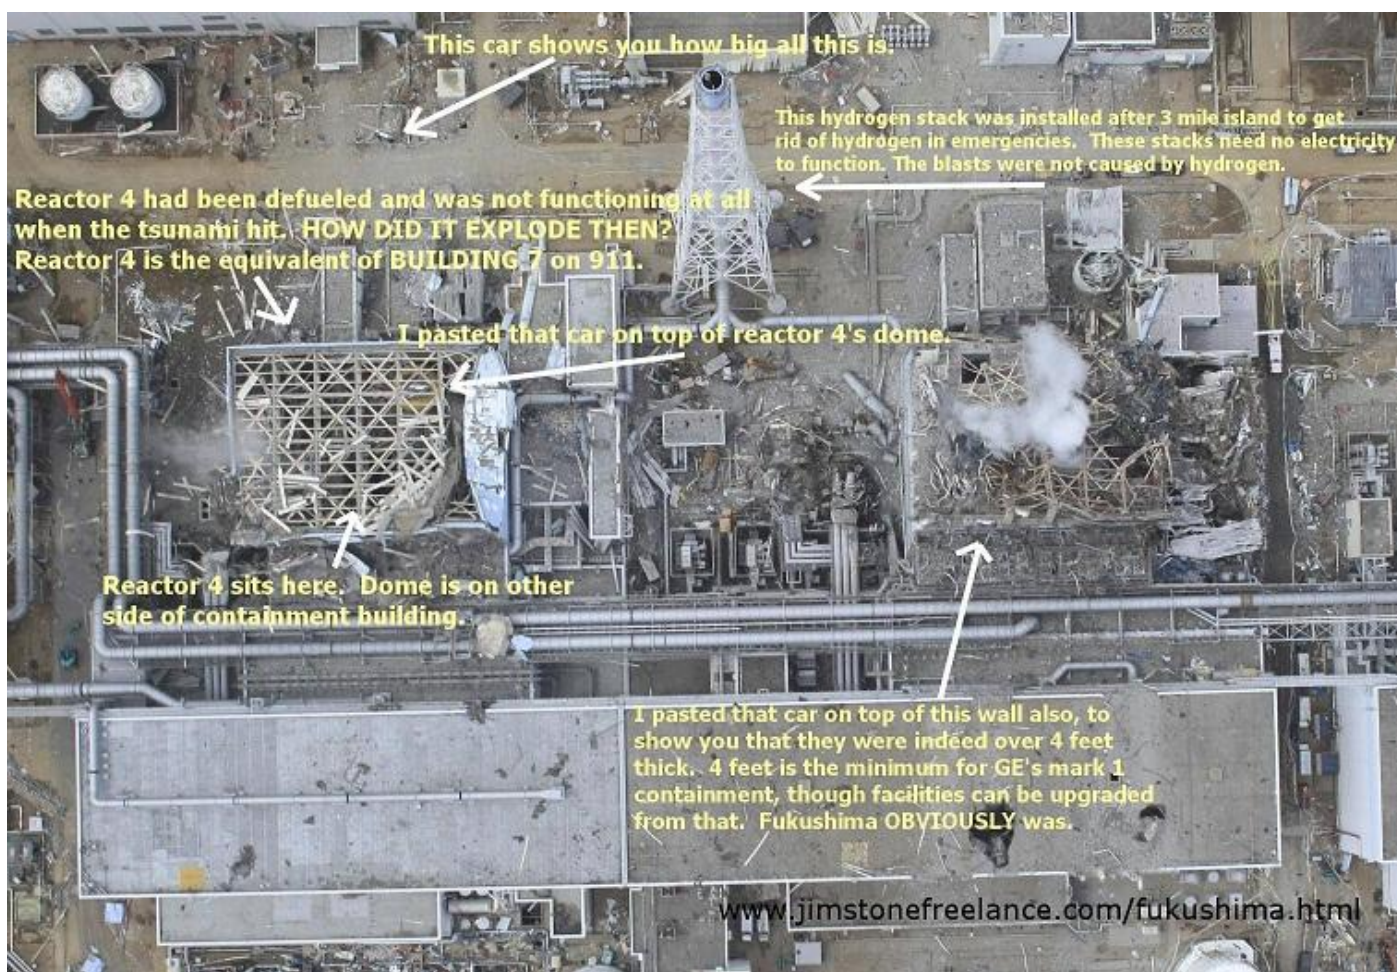 This car shows you how big all this is.
This hydrogen stack was installed after 3 mile island to get
rid of hydrogen in emergencies. These stacks need no electricity
to function. The blasts were not caused by hydrogen.
Reactor 4 had been defueled and was not functioning at all
when the tsunami hit. HOW DID IT EXPLODE THEN?
Reactor 4 is the equivalent of BUILDING 7 on 911.
I pasted that car on top of reactor 4's dome.
Reactor 4 sits here. Dome is on other
side of containment building.
I pasted that car on top of this wall also, to
show you that they were indeed over 4 feet
thick. 4 feet is the minimum for GE's mark 1
containment, though facilities can be upgraded
from that. Fukushima OBVIOUSLY was.
www.jimstonefreelance.com/fukushima.html